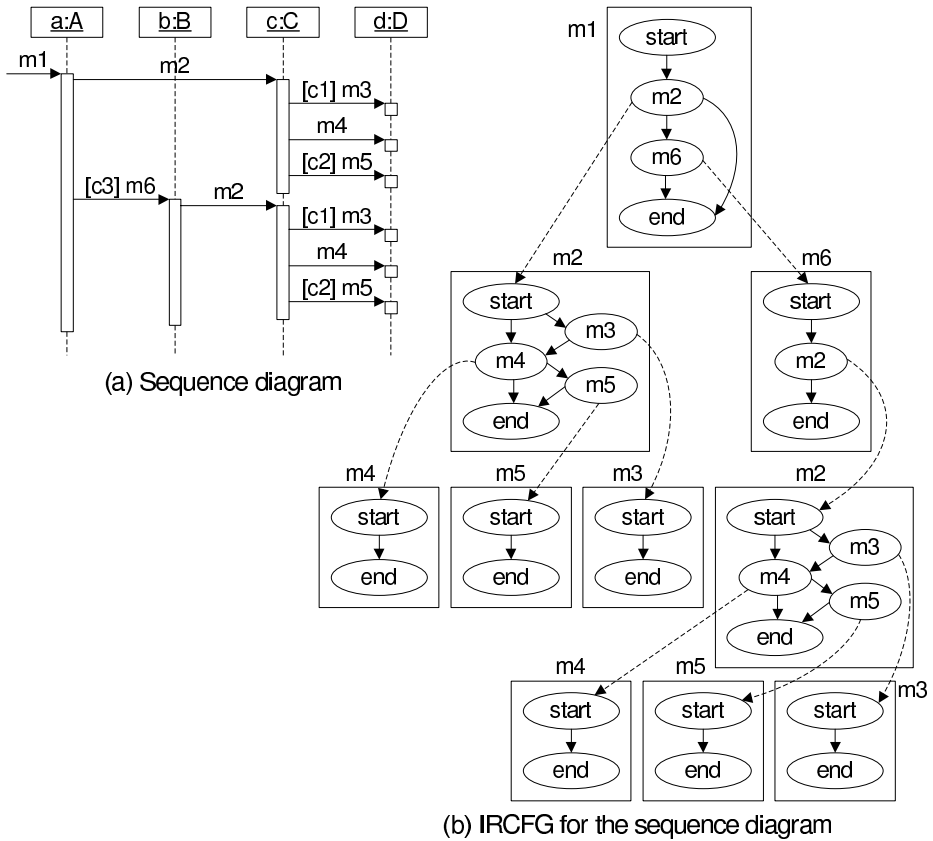 a:A b:B c:C d:D
m1
m2
[c1] m3
m4
[c2] m5
[c3] m6
m2
[c1] m3
m4
[c2] m5
(a) Sequence diagram
m1
start
m2
m6
end
m2
start
m3
m4
m5
end
m6
start
m2
end
m4
start
end
m5
start
end
m3
start
end
m2
start
m3
m4
m5
end
m4
start
end
m5
start
end
m3
start
end
(b) IRCFG for the sequence diagram